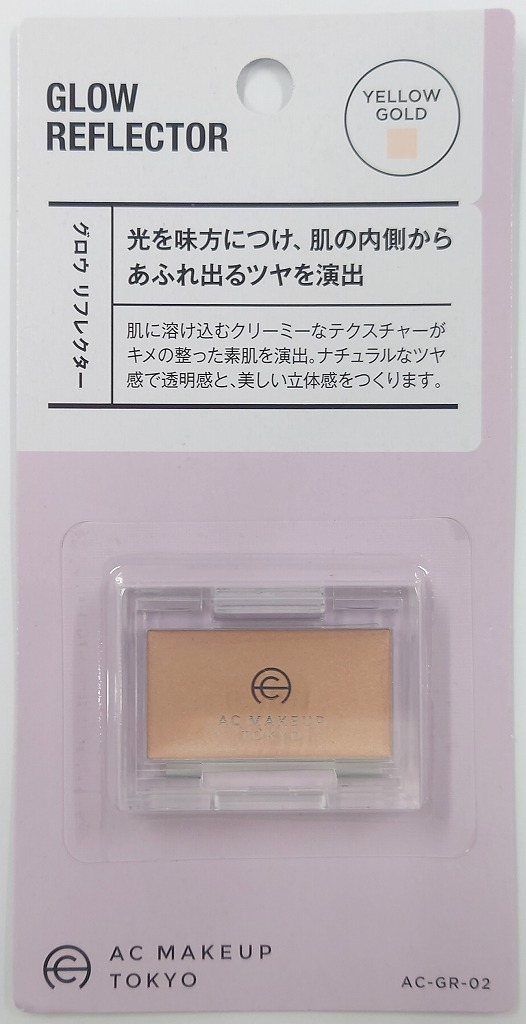 GLOW
REFLECTOR
YELLOW
GOLD
グロウ リフレクター
光を味方につけ、肌の内側から
あふれ出るツヤを演出
肌に溶け込むクリーミーなテクスチャーが
キメの整った素肌を演出。ナチュラルなツヤ
感で透明感と、美しい立体感をつくります。
AC MAKEUP
TOKYO
AC MAKEUP
TOKYO
AC-GR-02